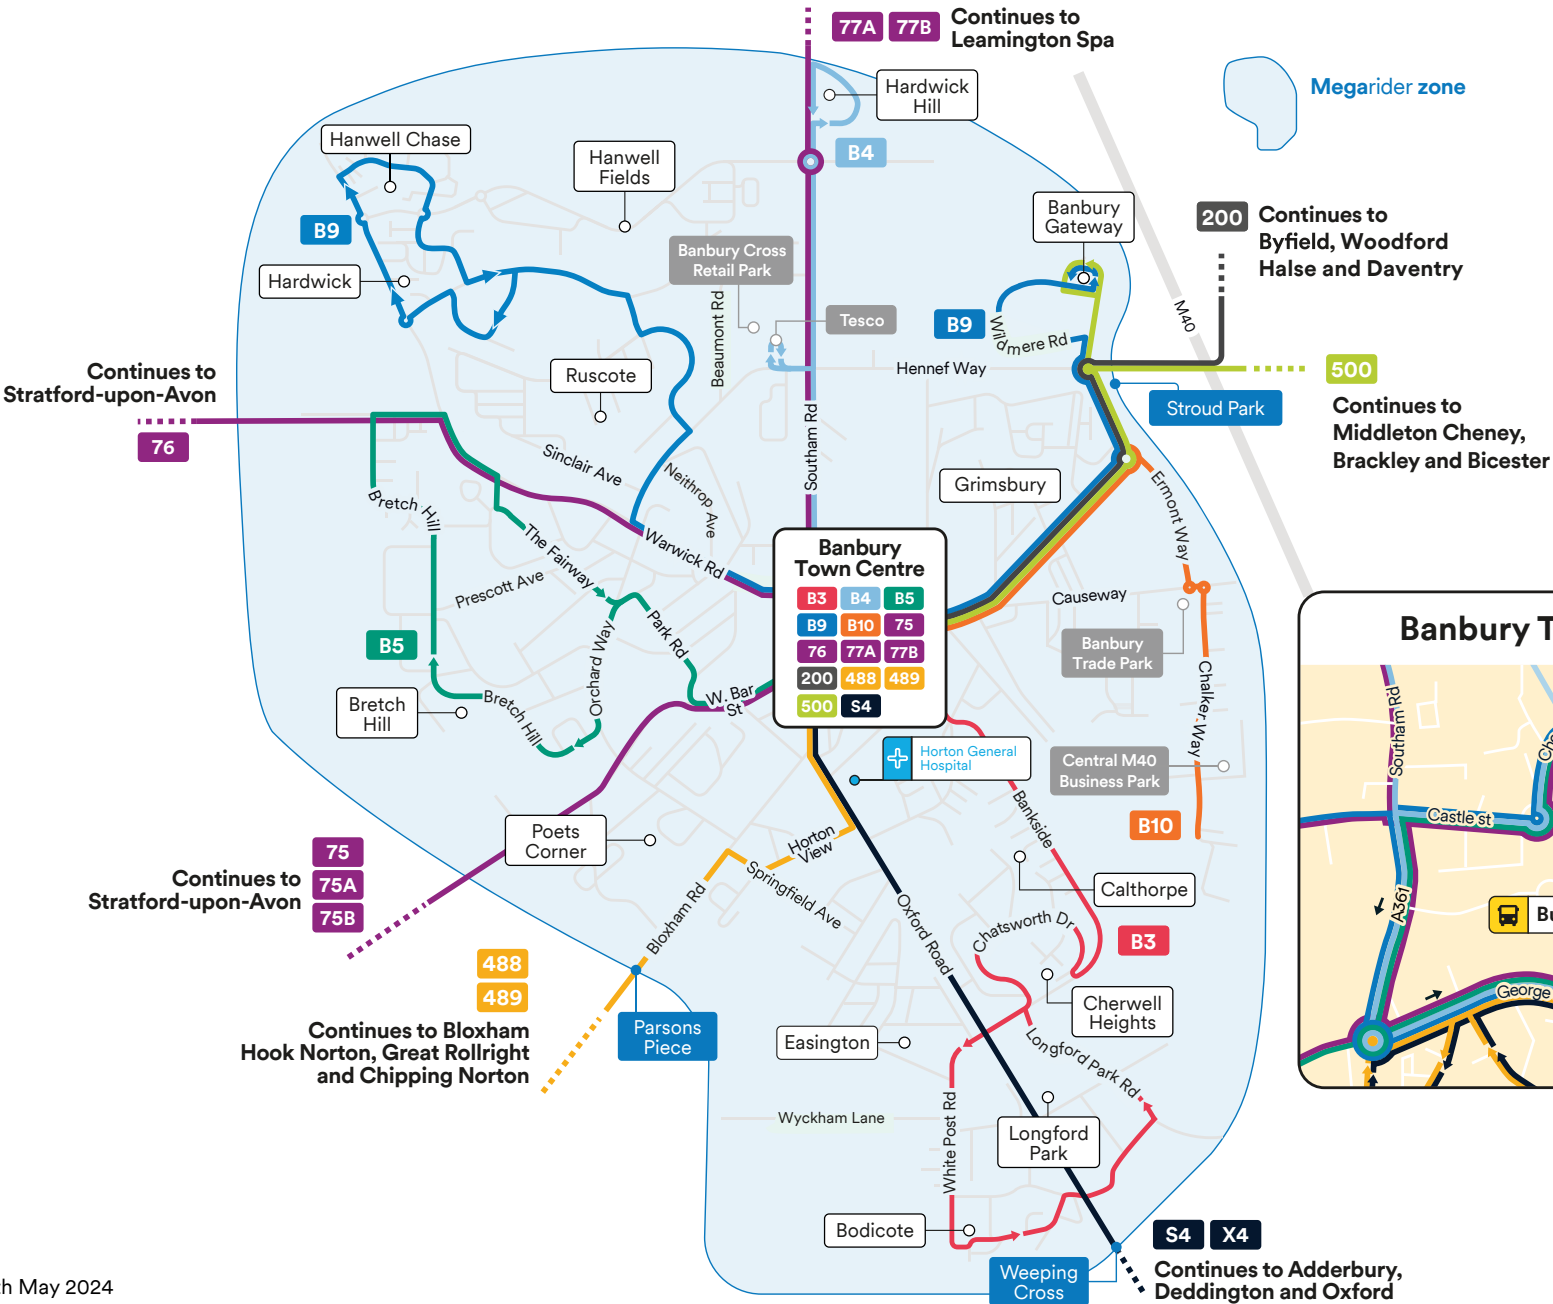 77A 77B
Continues to
Leamington Spa
Hardwick
Hill
Megarider zone
B4
Hanwell Chase
Hanwell
Fields
B9
Hardwick
Banbury
Gateway
200
Continues to
Byfield, Woodford
Halse and Daventry
M40
Banbury Cross
Retail Park
Beaumont Rd
Tesco
B9
Wildmere Rd
Hennef Way
500
Continues to
Middleton Cheney,
Brackley and Bicester
Stroud Park
Continues to
Stratford-upon-Avon
76
Ruscote
Sinclair Ave
Neithrop Ave
Southam Rd
Grimsbury
Ermont Way
Bretch Hill
The Fairway
Warwick Rd
Prescott Ave
Park Rd
Orchard Way
B5
Bretch
Hill
Bretch Hill
W. Bar
St
Banbury
Town Centre
B3 B4 B5
B9 B10 75
76 77A 77B
200 488 489
500 S4
Causeway
Banbury
Trade Park
Chalker Way
Central M40
Business Park
B10
Horton General
Hospital
Bankside
Poets
Corner
Horton
View
Springfield Ave
Bloxham Rd
Oxford Road
Calthorpe
Chatsworth Dr
B3
Cherwell
Heights
75
75A
75B
Continues to
Stratford-upon-Avon
488
489
Continues to Bloxham
Hook Norton, Great Rollright
and Chipping Norton
Parsons
Piece
Easington
Longford Park Rd
Wyckham Lane
White Post Rd
Longford
Park
Bodicote
Weeping
Cross
S4 X4
Continues to Adderbury,
Deddington and Oxford
Banbury T
Southam Rd
Ch
Castle st
A361
Bu
George
th May 2024